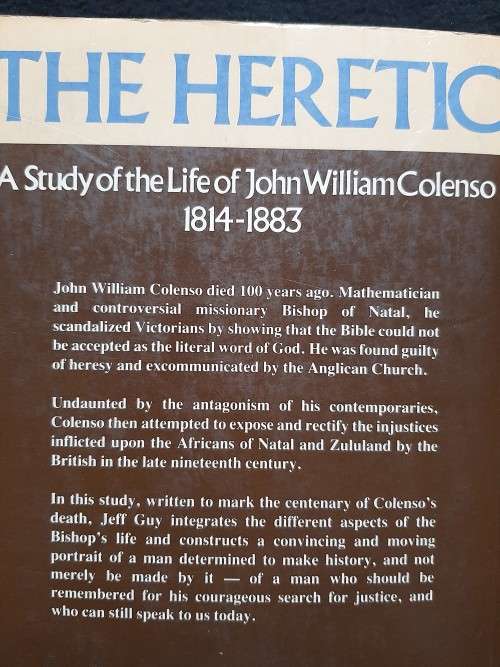 THE HERETIC
A Study of the Life of John William Colenso
1814-1883
John William Colenso died 100 years ago. Mathematician
and controversial missionary Bishop of Natal, he
scandalized Victorians by showing that the Bible could not
be accepted as the literal word of God. He was found guilty
of heresy and excommunicated by the Anglican Church.
Undaunted by the antagonism of his contemporaries,
Colenso then attempted to expose and rectify the injustices
inflicted upon the Africans of Natal and Zululand by the
British in the late nineteenth century.
In this study, written to mark the centenary of Colenso's
death, Jeff Guy integrates the different aspects of the
Bishop's life and constructs a convincing and moving
portrait of a man determined to make history, and not
merely be made by it — of a man who should be
remembered for his courageous search for justice, and
who can still speak to us today.